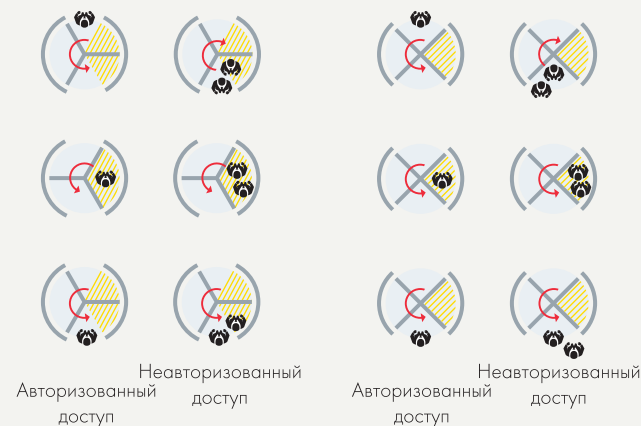 Авторизованный
доступ
Неавторизованный
доступ
Авторизованный
доступ
Неавторизованный
доступ